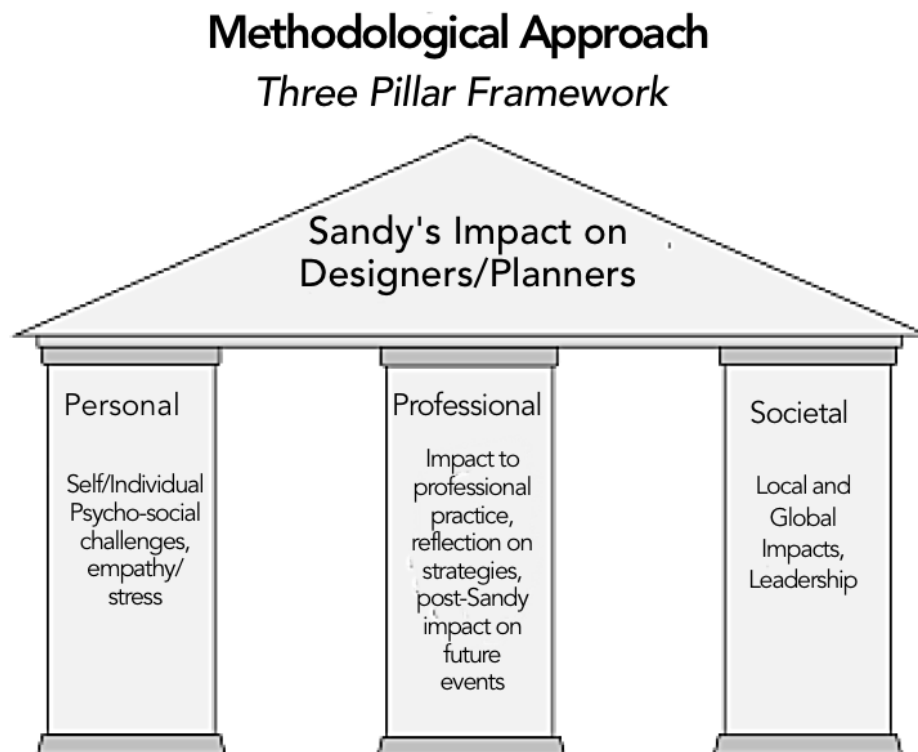 Methodological Approach
Three Pillar Framework
Sandy's Impact on
Designers/Planners
Personal
Self/Individual
Psycho-social
challenges,
empathy/
stress
Professional
Impact to
professional
practice,
reflection on
strategies,
post-Sandy
impact on
future
events
Societal
Local and
Global
Impacts,
Leadership